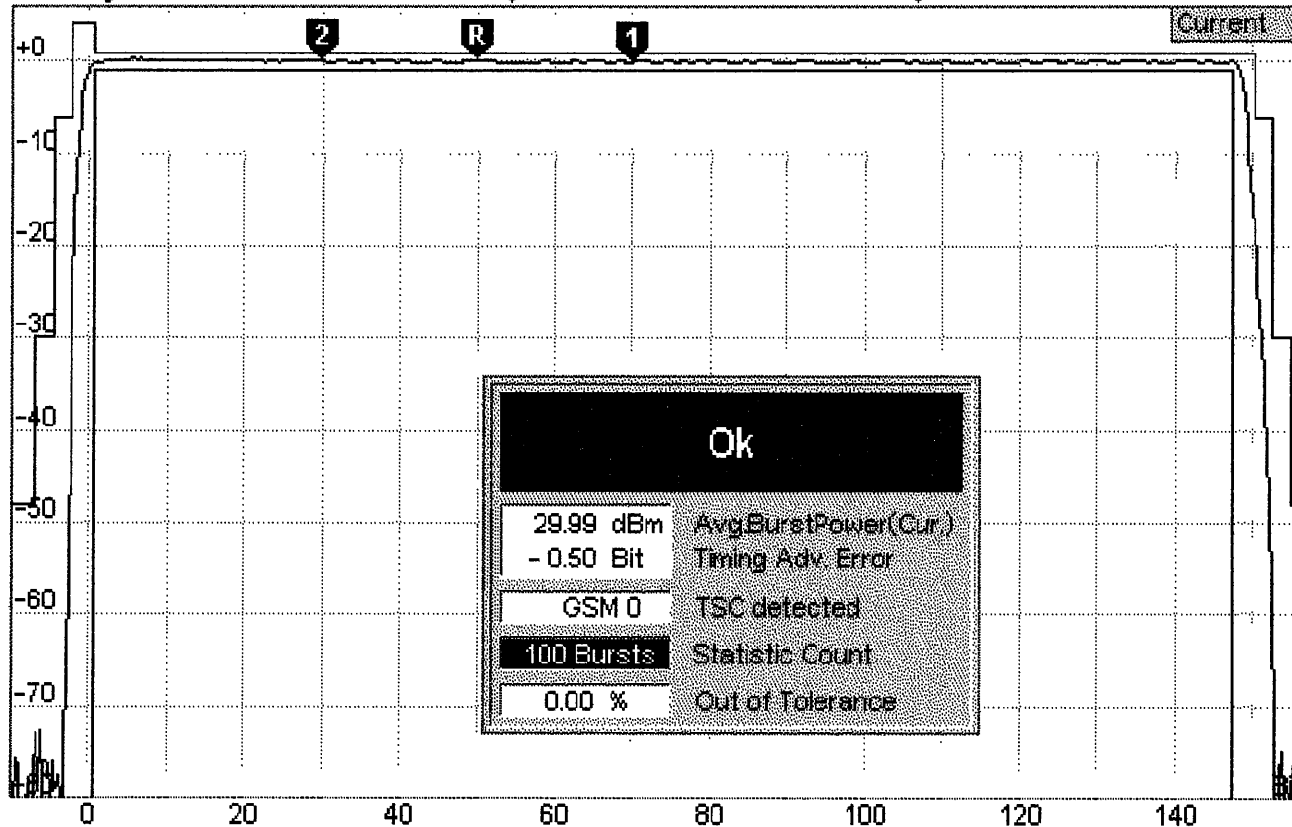 Current
2 R 1
+0
-10
-20
-30
-40
-50
-60
-70
Ok
29.99 dBm Avg.BurstPower(Cur.)
- 0.50 Bit Timing Adv. Error
GSM 0 TSC detected
100 Bursts Statistic Count
0.00 % Out of Tolerance
0 20 40 60 80 100 120 140